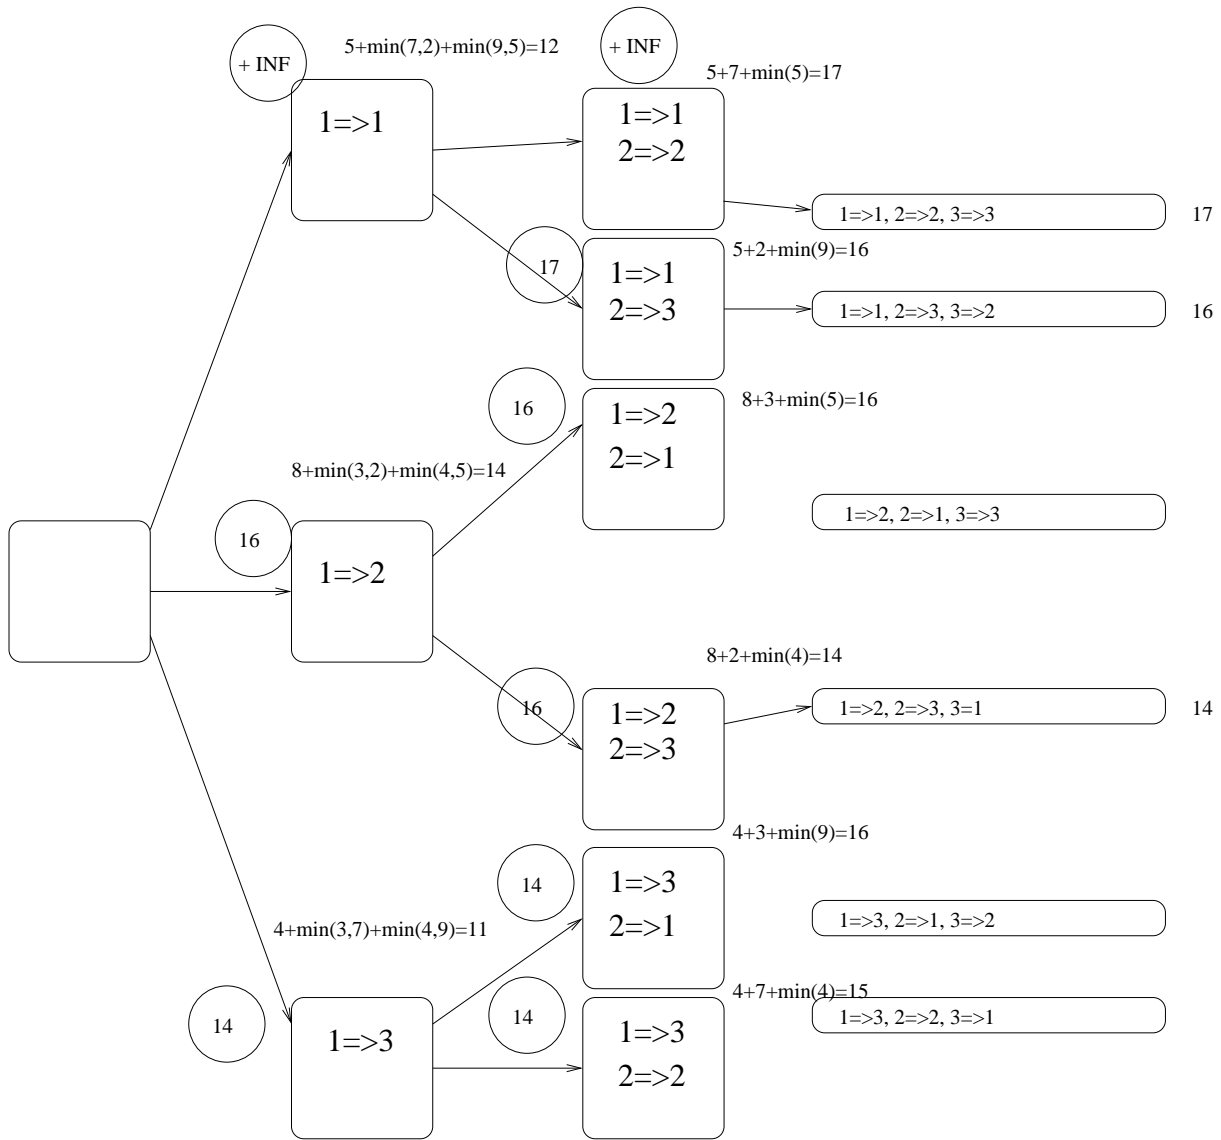 + INF
5+min(7,2)+min(9,5)=12
+ INF
5+7+min(5)=17
1=>1
1=>1
2=>2
1=>1, 2=>2, 3=>3
17
17
5+2+min(9)=16
1=>1
2=>3
1=>1, 2=>3, 3=>2
16
16
8+3+min(5)=16
1=>2
2=>1
8+min(3,2)+min(4,5)=14
1=>2, 2=>1, 3=>3
16
1=>2
8+2+min(4)=14
16
1=>2
2=>3
1=>2, 2=>3, 3=1
14
4+3+min(9)=16
14
1=>3
2=>1
1=>3, 2=>1, 3=>2
4+min(3,7)+min(4,9)=11
4+7+min(4)=15
14
14
1=>3
1=>3
2=>2
1=>3, 2=>2, 3=>1